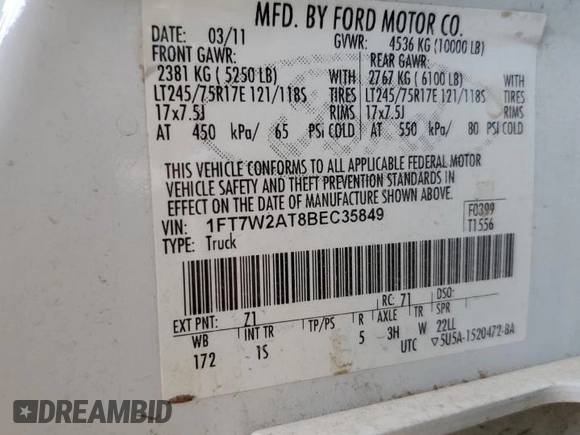 MFD. BY FORD MOTOR CO.
DATE: 03/11 GVWR: 4536 KG (10000 LB)
FRONT GAWR: REAR GAWR:
2381 KG ( 5250 LB) WITH 2767 KG ( 6100 LB) WITH
LT245/75R17E 121/118S TIRES LT245/75R17E 121/118S TIRES
17x7.5J RIMS 17x7.5J RIMS
AT 450 kPa/ 65 PSI COLD AT 550 kPa/ 80 PSI COLD
THIS VEHICLE CONFORMS TO ALL APPLICABLE FEDERAL MOTOR
VEHICLE SAFETY AND THEFT PREVENTION STANDARDS IN
EFFECT ON THE DATE OF MANUFACTURE SHOWN ABOVE.
VIN: 1FT7W2AT8BEC35849 F0399
TYPE: Truck T1556
EXT PNT: Z1 RC: 71 DSO:
WB INT TR TP/PS R AXLE TR SPR
172 1S 5 3H W 22LL
UTC ▽5U5A-1520472-BA
DREAMBID